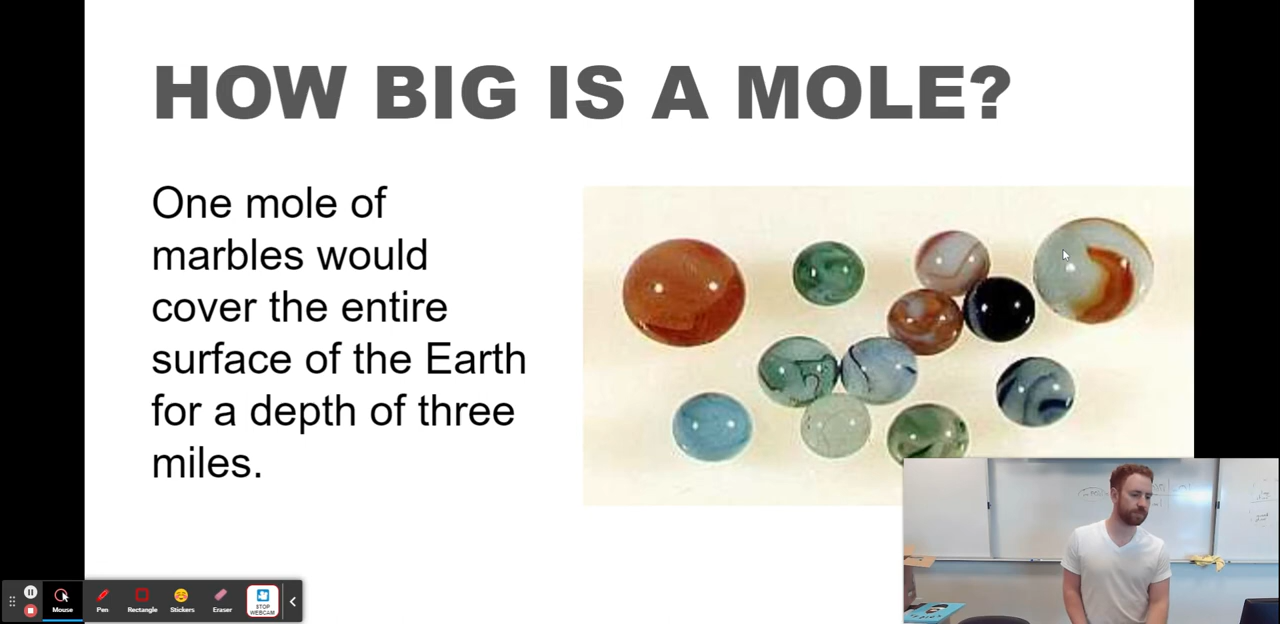 HOW BIG IS A MOLE?
One mole of
marbles would
cover the entire
surface of the Earth
for a depth of three
miles.
Mouse
Pen
Rectangle
Stickers
Eraser
STOP
WEBCAM